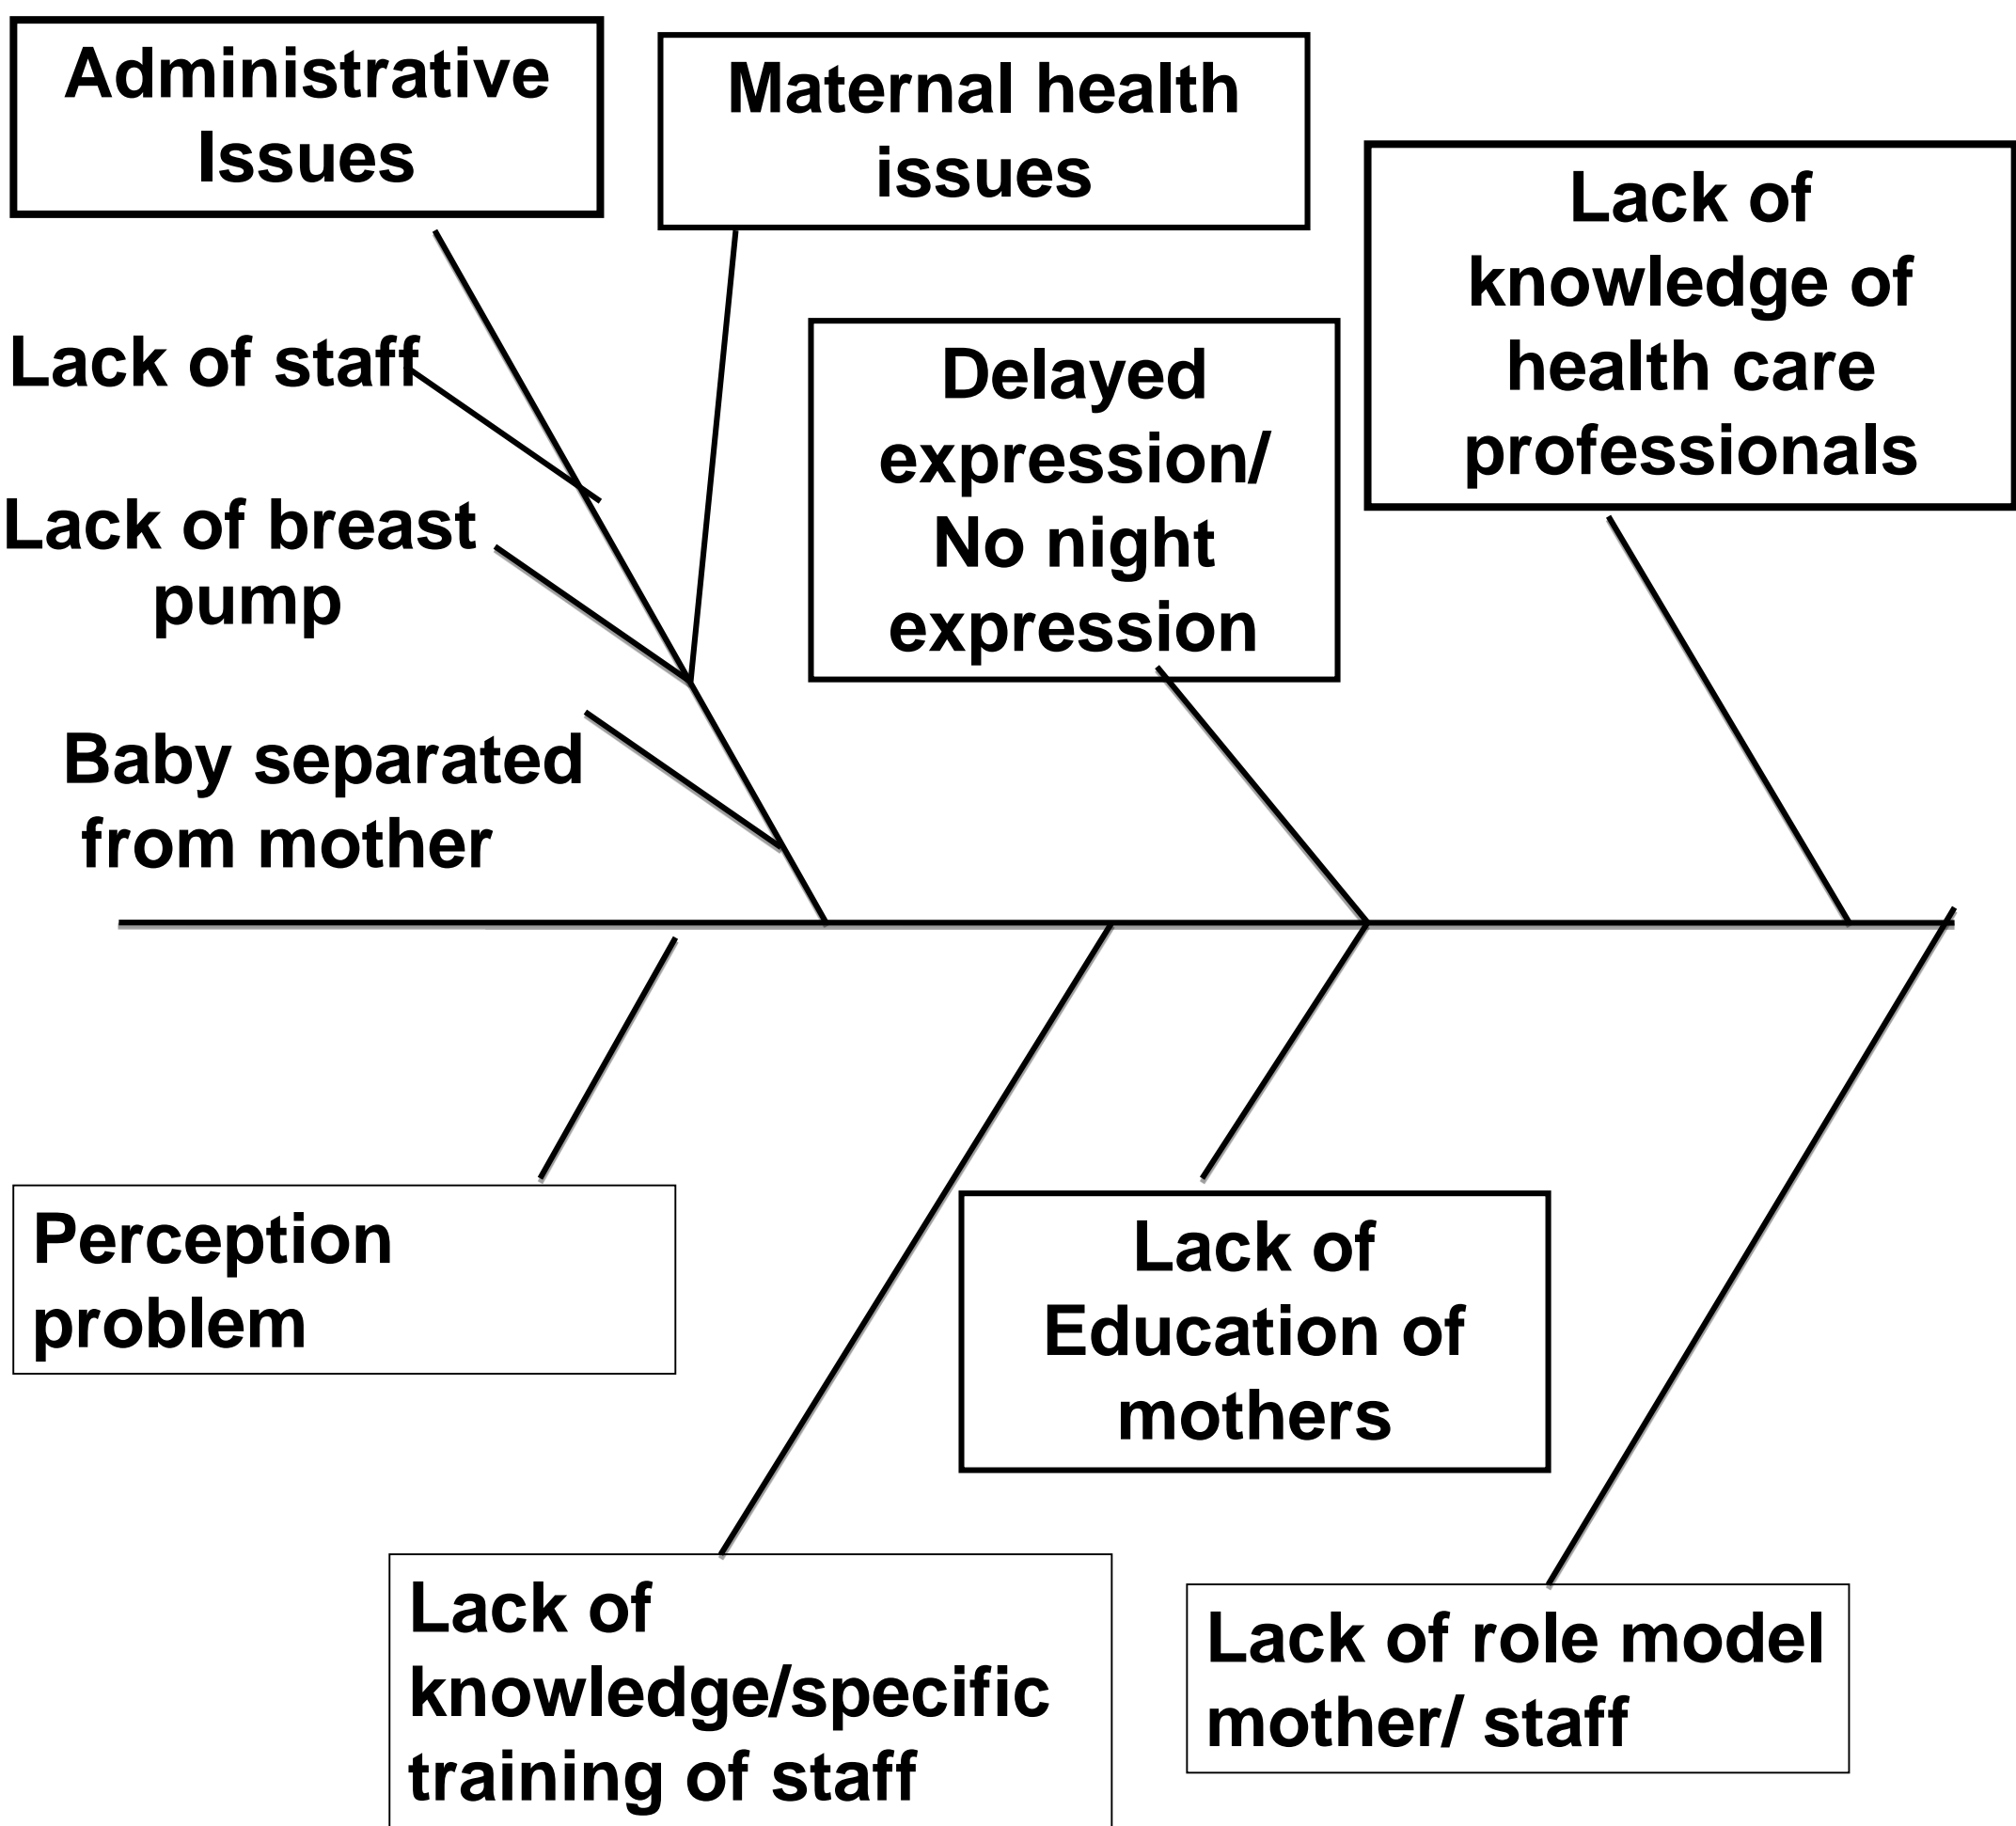 Administrative
Issues
Maternal health
issues
Lack of
knowledge of
health care
professionals
Lack of staff
Delayed
expression/
No night
expression
Lack of breast
pump
Baby separated
from mother
Perception
problem
Lack of
Education of
mothers
Lack of
knowledge/specific
training of staff
Lack of role model
mother/ staff